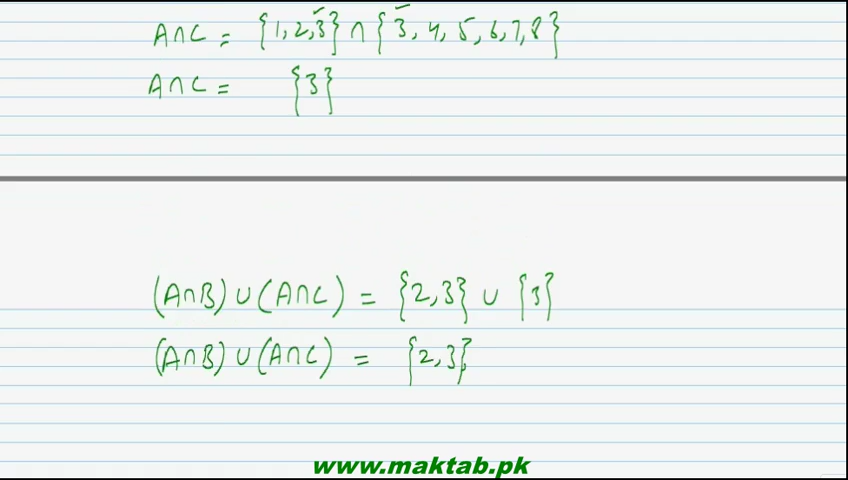 A∩C = {1, 2, 3} ∩ {3, 4, 5, 6, 7, 8}
A∩C = {3}
(A∩B) ∪ (A∩C) = {2, 3} ∪ {3}
(A∩B) ∪ (A∩C) = {2, 3}
www.maktab.pk